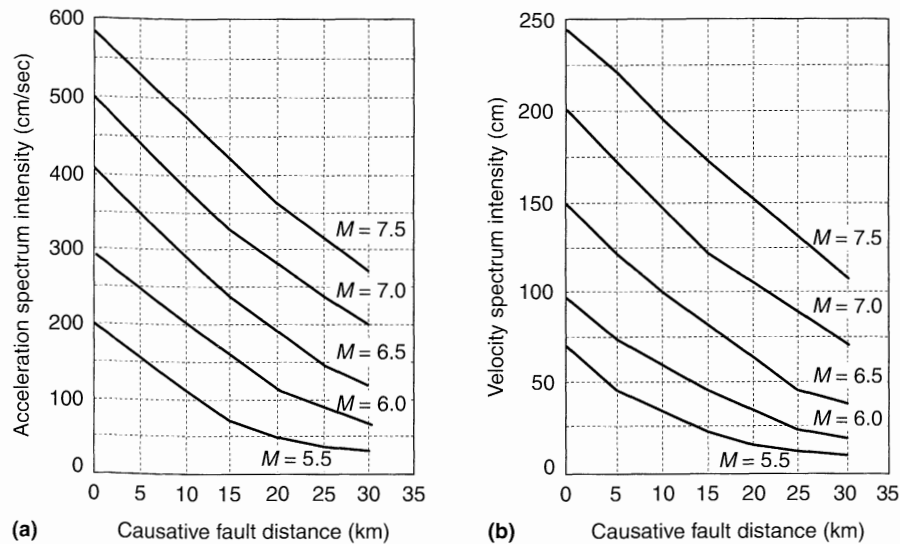 600
500
400
300
200
100
0
Acceleration spectrum intensity (cm/sec)
M = 7.5
M = 7.0
M = 6.5
M = 6.0
M = 5.5
0 5 10 15 20 25 30 35
(a) Causative fault distance (km)
250
200
150
100
50
0
Velocity spectrum intensity (cm)
M = 7.5
M = 7.0
M = 6.5
M = 6.0
M = 5.5
0 5 10 15 20 25 30 35
(b) Causative fault distance (km)